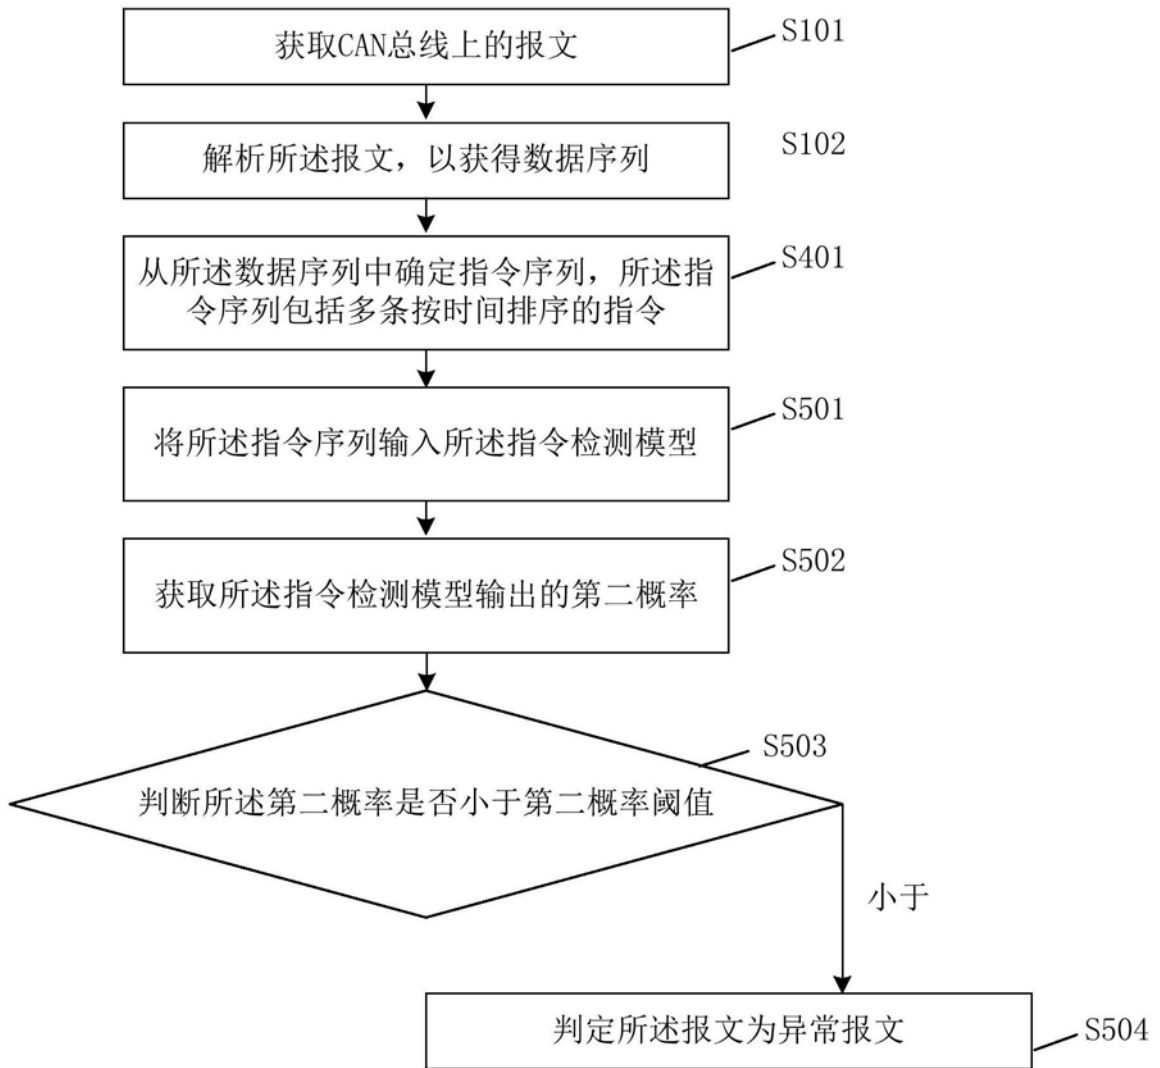 获取CAN总线上的报文
S101
解析所述报文，以获得数据序列
S102
从所述数据序列中确定指令序列，所述指
令序列包括多条按时间排序的指令
S401
将所述指令序列输入所述指令检测模型
S501
获取所述指令检测模型输出的第二概率
S502
判断所述第二概率是否小于第二概率阈值
S503
小于
判定所述报文为异常报文
S504